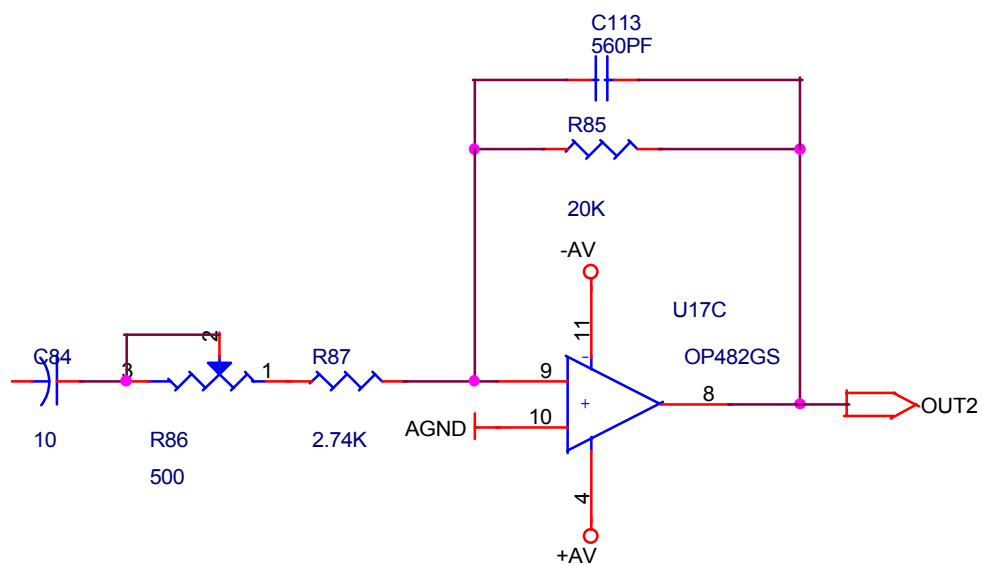 C113
560PF
R85
20K
-AV
11
U17C
-
OP482GS
C84
3
2
1
R87
9
+
8
OUT2
10
R86
500
2.74K
AGND
10
4
+AV